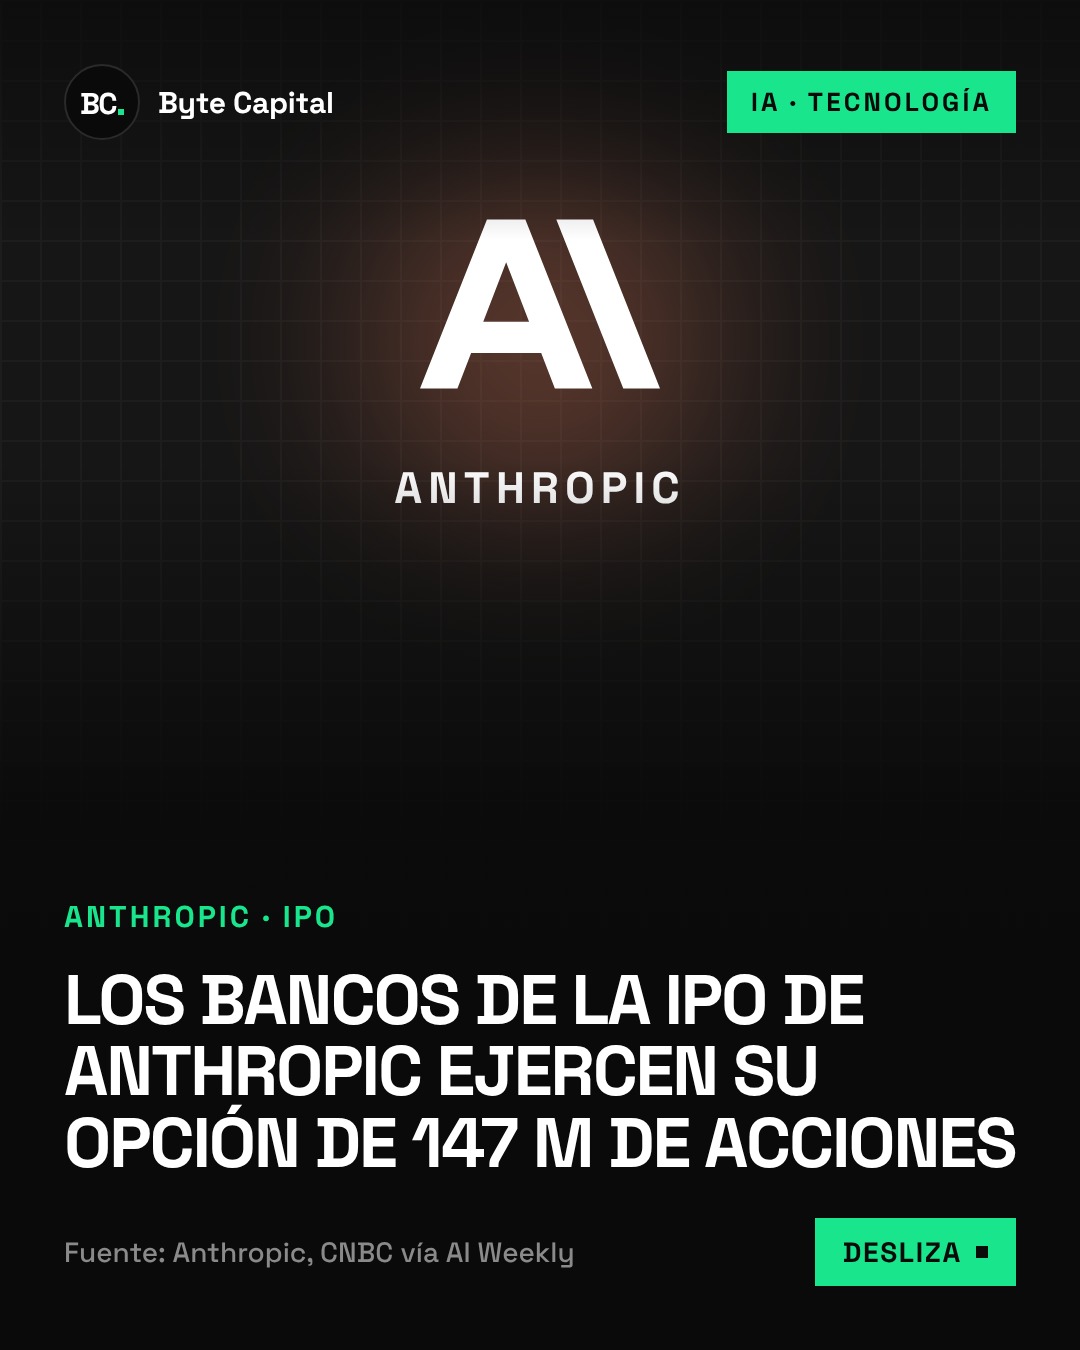 BC.
Byte Capital
IA · TECNOLOGÍA
A\
ANTHROPIC
ANTHROPIC · IPO
LOS BANCOS DE LA IPO DE
ANTHROPIC EJERCEN SU
OPCIÓN DE 147 M DE ACCIONES
Fuente: Anthropic, CNBC vía AI Weekly
DESLIZA